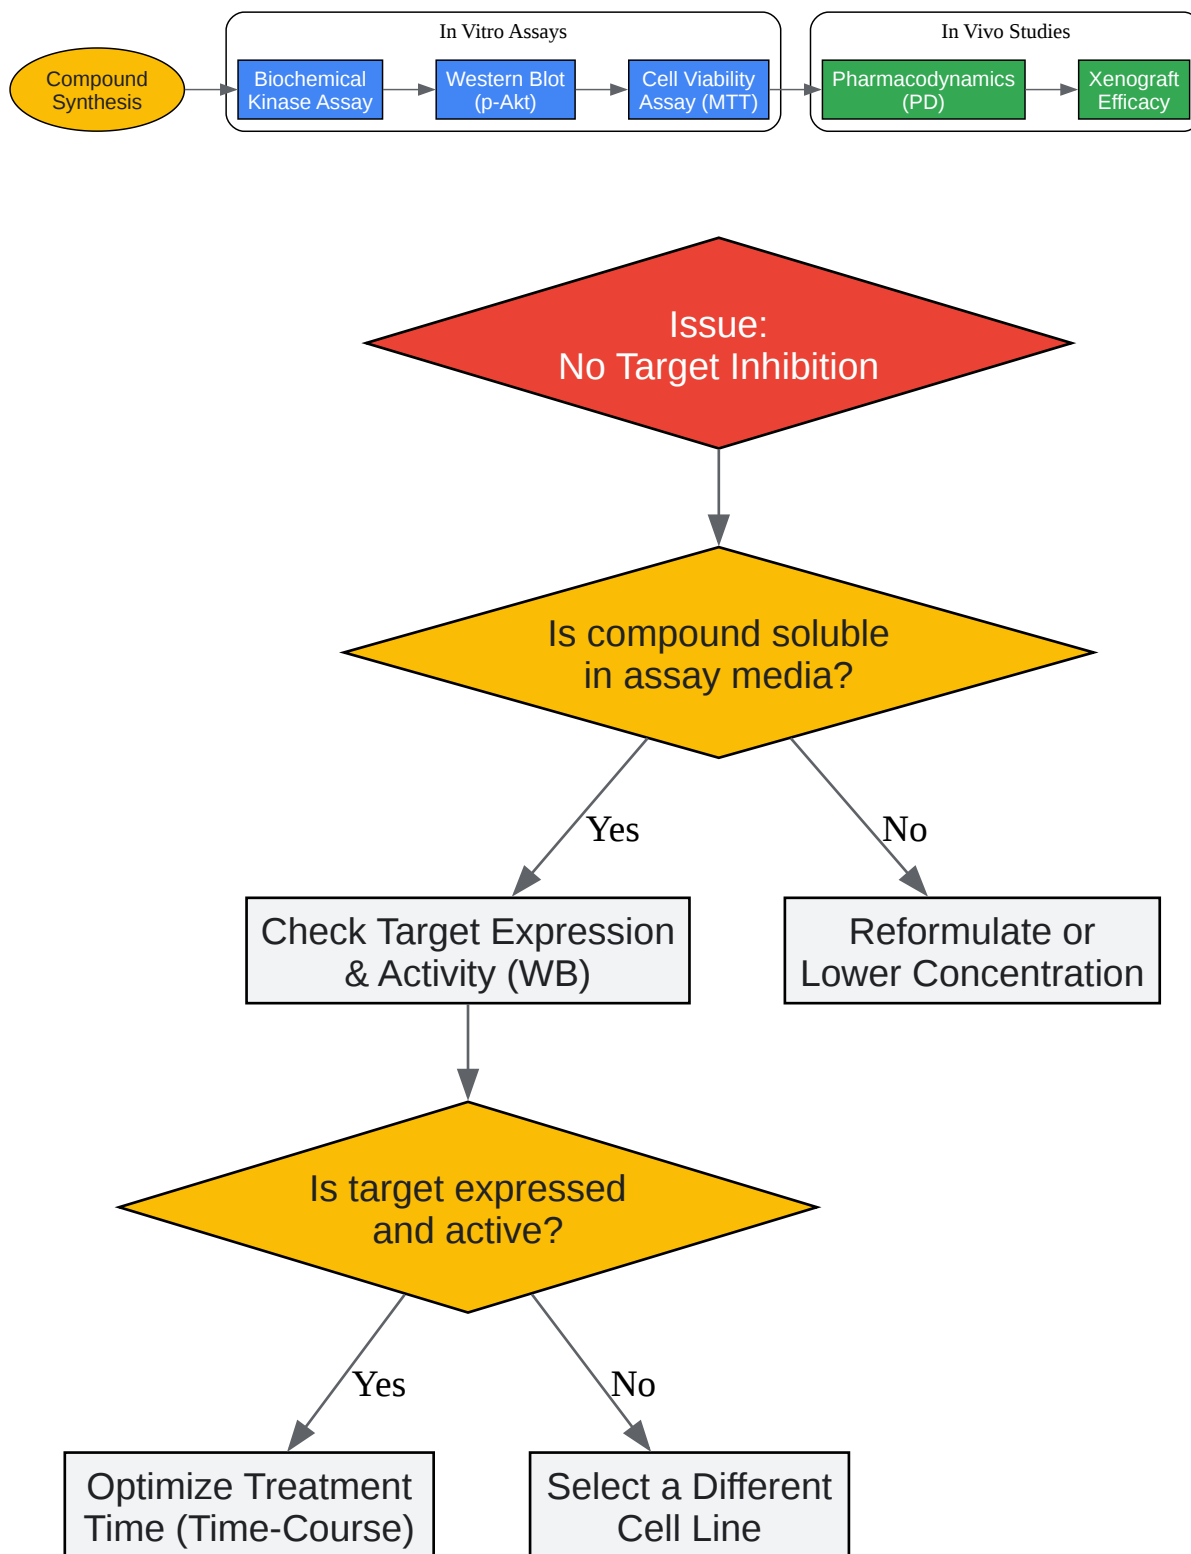 In Vitro Assays
In Vivo Studies
Compound
Synthesis
Biochemical
Kinase Assay
Western Blot
(p-Akt)
Cell Viability
Assay (MTT)
Pharmacodynamics
(PD)
Xenograft
Efficacy
Issue:
No Target Inhibition
Is compound soluble
in assay media?
Yes
No
Check Target Expression
& Activity (WB)
Reformulate or
Lower Concentration
Is target expressed
and active?
Yes
No
Optimize Treatment
Time (Time-Course)
Select a Different
Cell Line